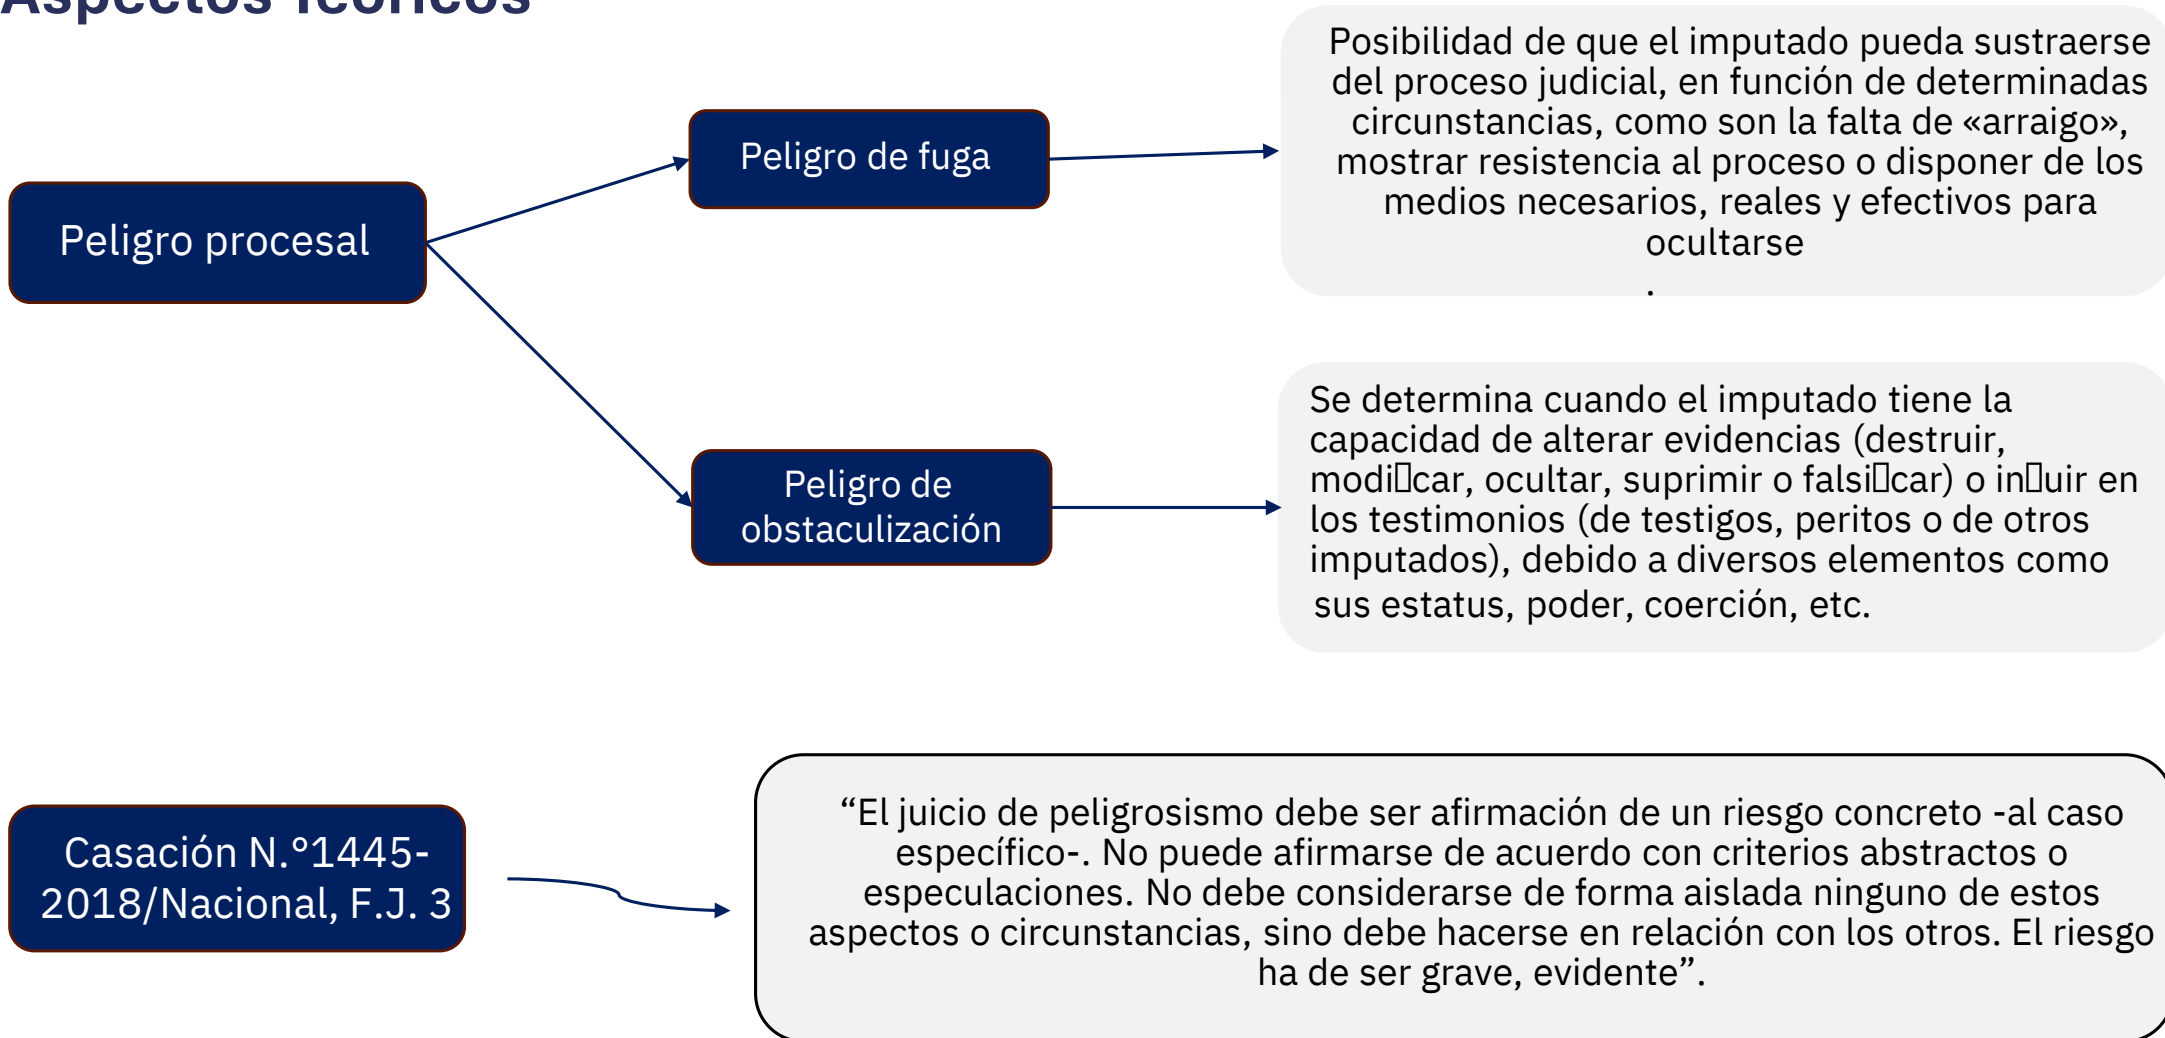 Aspectos Teóricos
Peligro procesal
Peligro de fuga
Posibilidad de que el imputado pueda sustraerse
del proceso judicial, en función de determinadas
circunstancias, como son la falta de «arraigo»,
mostrar resistencia al proceso o disponer de los
medios necesarios, reales y efectivos para
ocultarse
.
Peligro de
obstaculización
Se determina cuando el imputado tiene la
capacidad de alterar evidencias (destruir,
modi▯car, ocultar, suprimir o falsi▯car) o in▯uir en
los testimonios (de testigos, peritos o de otros
imputados), debido a diversos elementos como
sus estatus, poder, coerción, etc.
Casación N.°1445-
2018/Nacional, F.J. 3
“El juicio de peligrosismo debe ser afirmación de un riesgo concreto -al caso
específico-. No puede afirmarse de acuerdo con criterios abstractos o
especulaciones. No debe considerarse de forma aislada ninguno de estos
aspectos o circunstancias, sino debe hacerse en relación con los otros. El riesgo
ha de ser grave, evidente”.